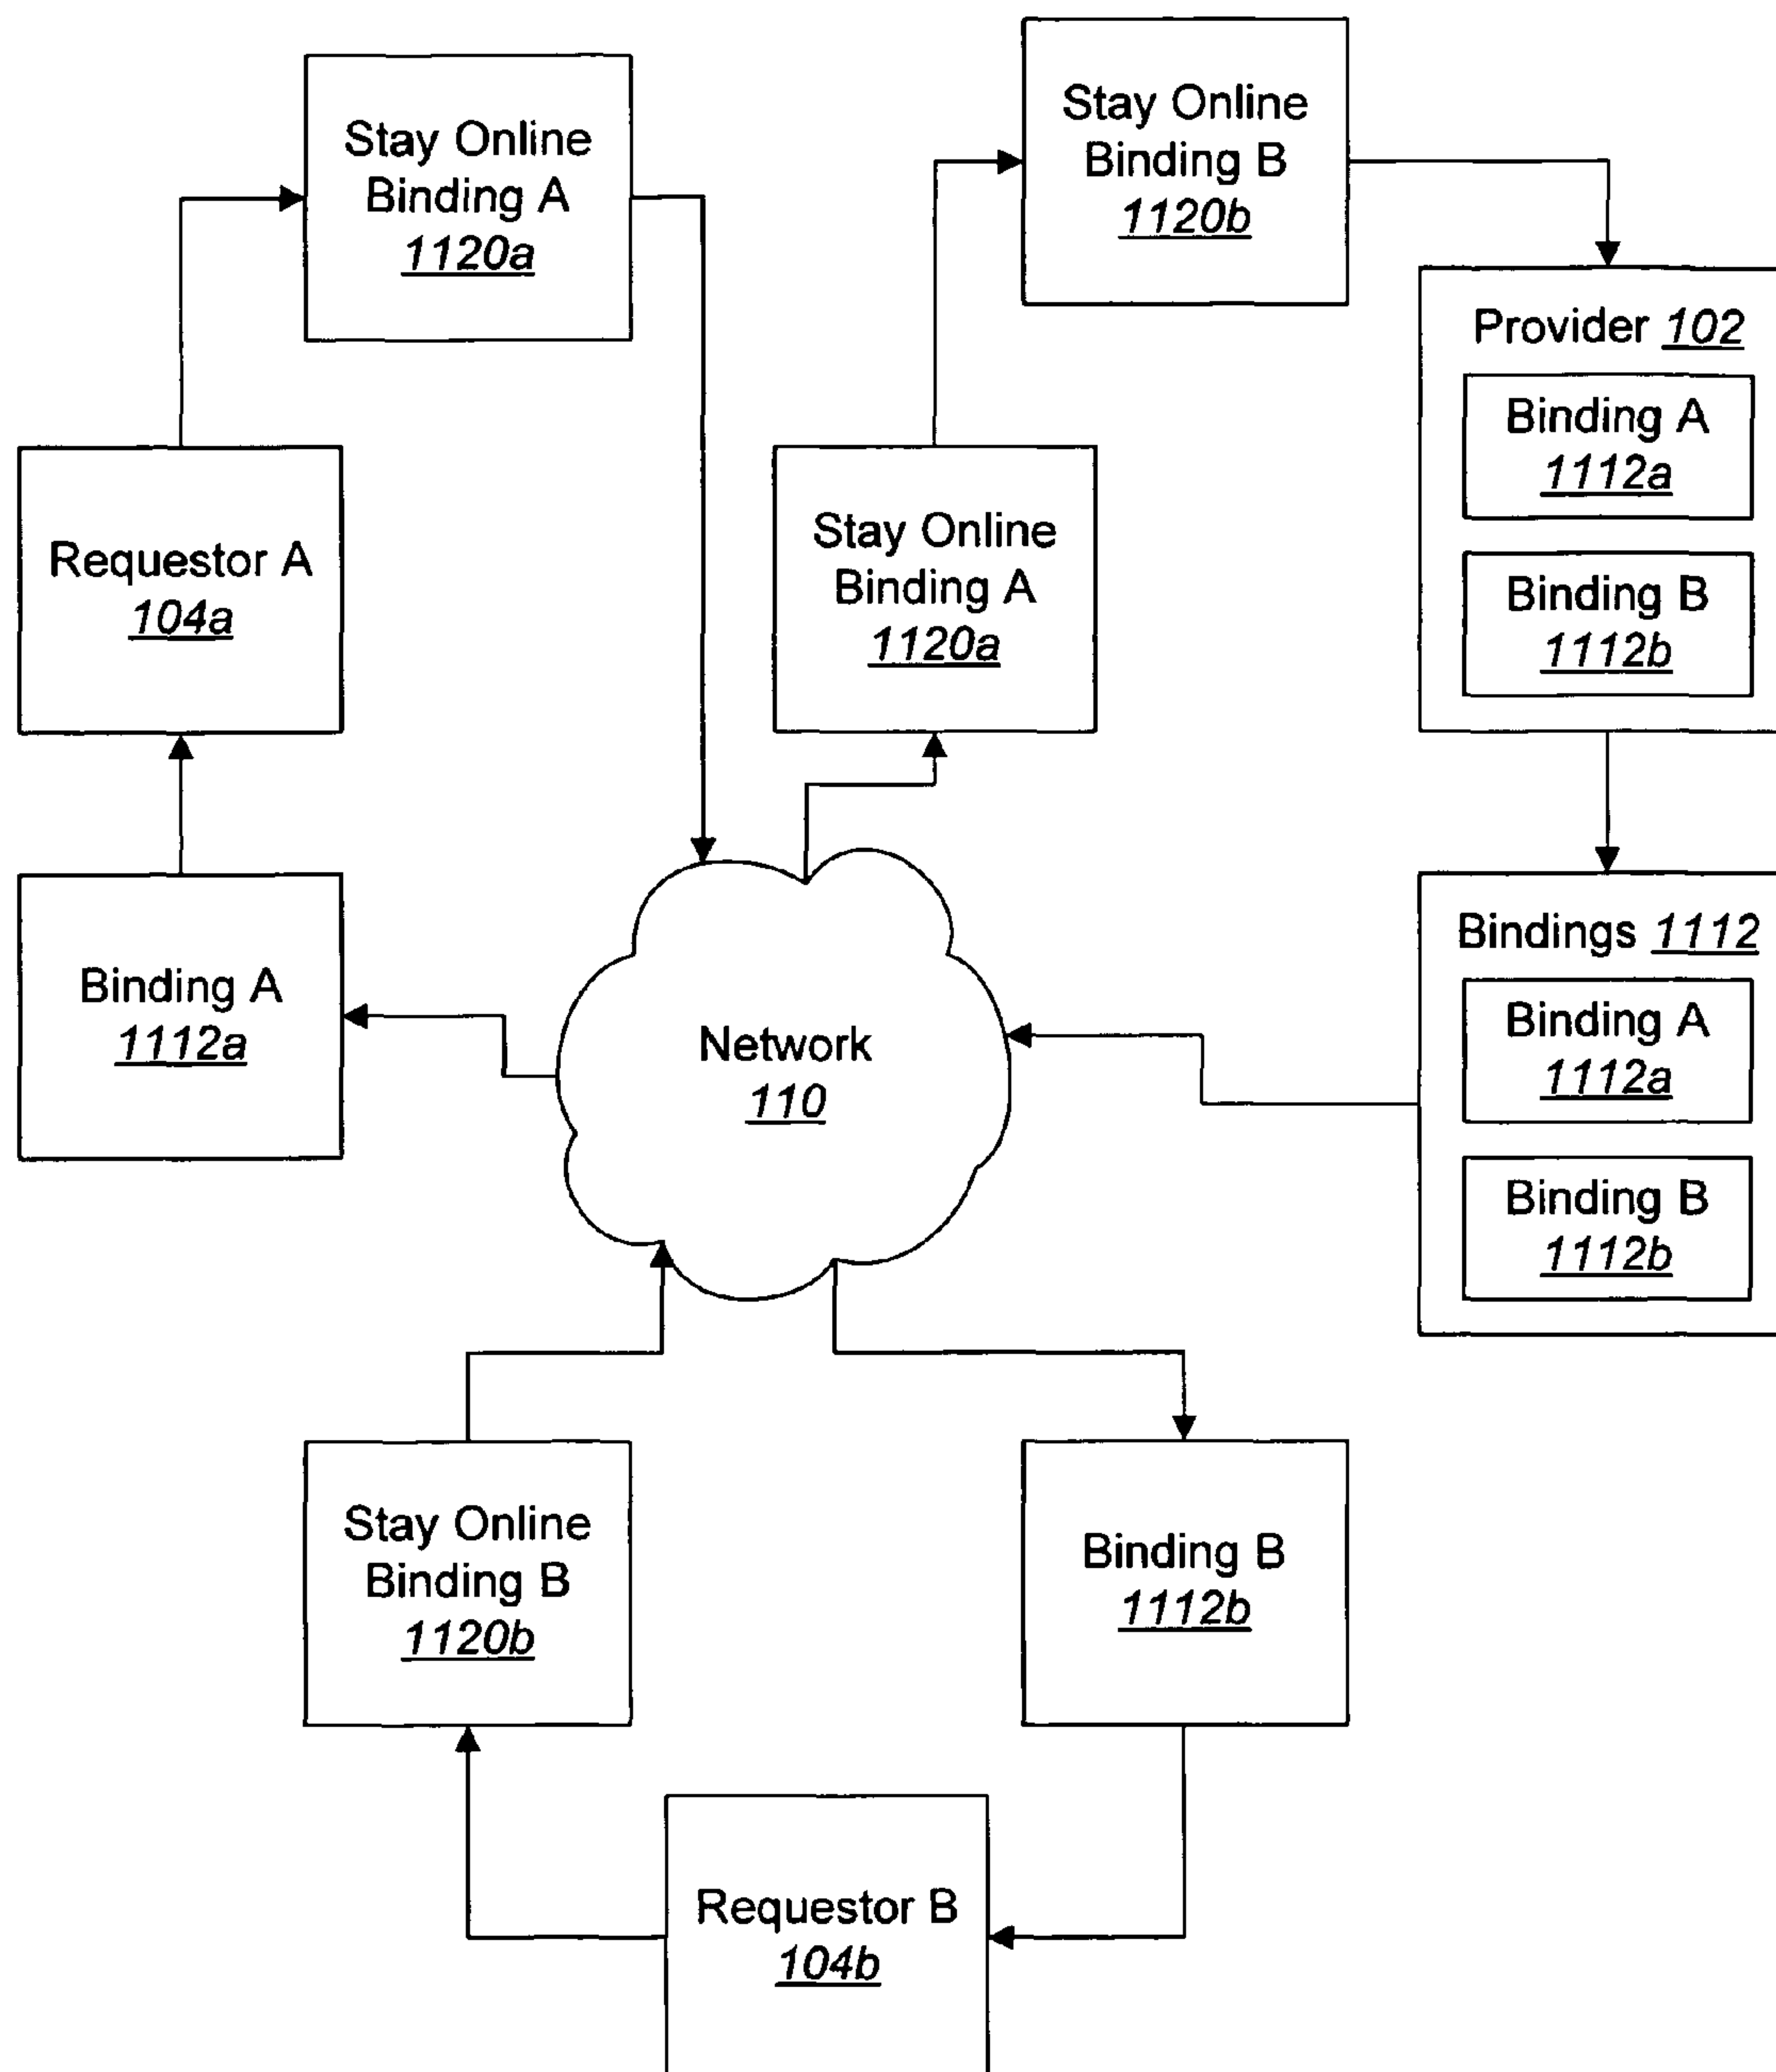 Stay Online
Binding A
1120a
Stay Online
Binding B
1120b
Provider 102
Binding A
1112a
Binding B
1112b
Requestor A
104a
Stay Online
Binding A
1120a
Binding A
1112a
Network
110
Bindings 1112
Binding A
1112a
Binding B
1112b
Stay Online
Binding B
1120b
Binding B
1112b
Requestor B
104b